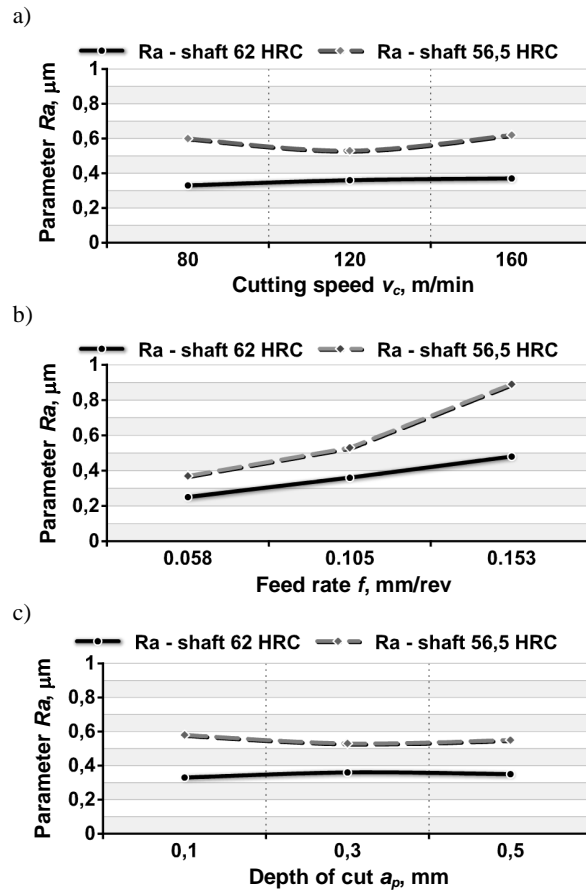 a)
Ra - shaft 62 HRC Ra - shaft 56,5 HRC
Parameter Ra, μm
1
0,8
0,6
0,4
0,2
0
80 120 160
Cutting speed vc, m/min
b)
Ra - shaft 62 HRC Ra - shaft 56,5 HRC
Parameter Ra, μm
1
0,8
0,6
0,4
0,2
0
0.058 0.105 0.153
Feed rate f, mm/rev
c)
Ra - shaft 62 HRC Ra - shaft 56,5 HRC
Parameter Ra, μm
1
0,8
0,6
0,4
0,2
0
0,1 0,3 0,5
Depth of cut ap, mm